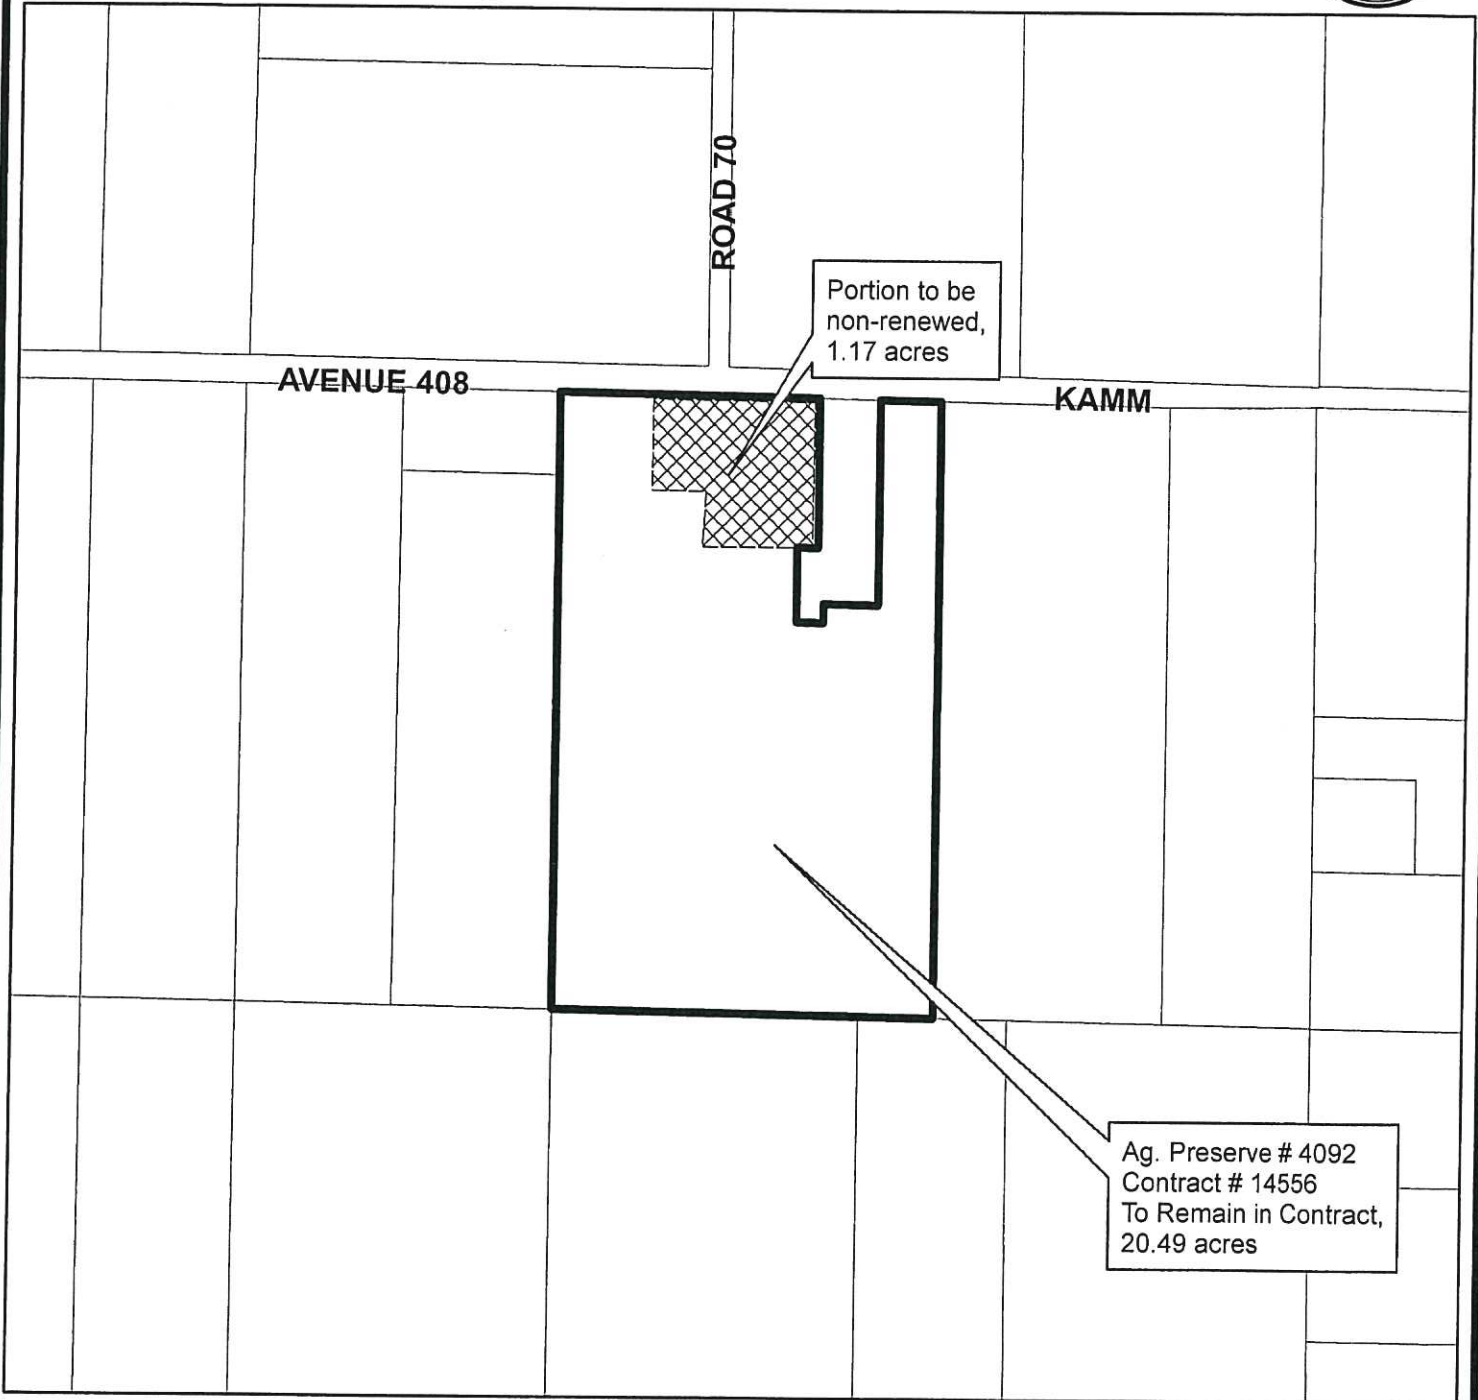 ROAD 70
Portion to be
non-renewed,
1.17 acres
AVENUE 408
KAMM
Ag. Preserve # 4092
Contract # 14556
To Remain in Contract,
20.49 acres